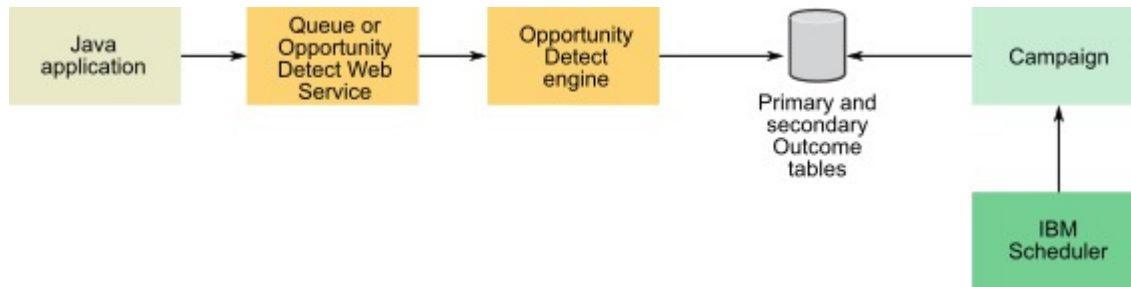 Java
application
Queue or
Opportunity
Detect Web
Service
Opportunity
Detect
engine
Primary and
secondary
Outcome
tables
Campaign
IBM
Scheduler